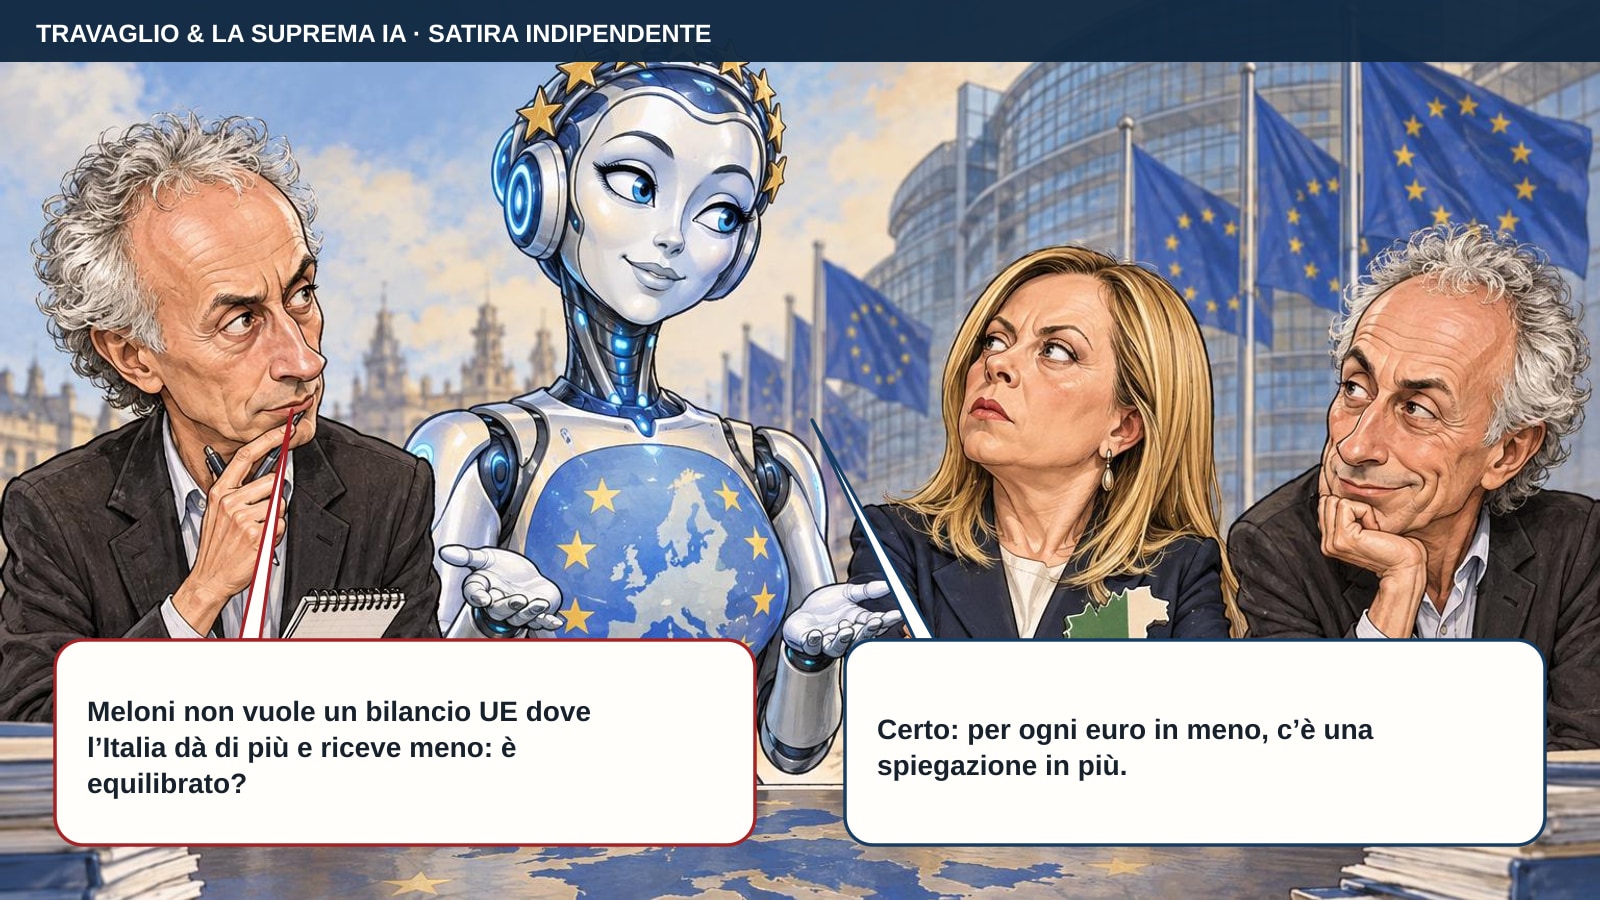 TRAVAGLIO & LA SUPREMA IA · SATIRA INDIPENDENTE
Meloni non vuole un bilancio UE dove
l’Italia dà di più e riceve meno: è
equilibrato?
Certo: per ogni euro in meno, c’è una
spiegazione in più.